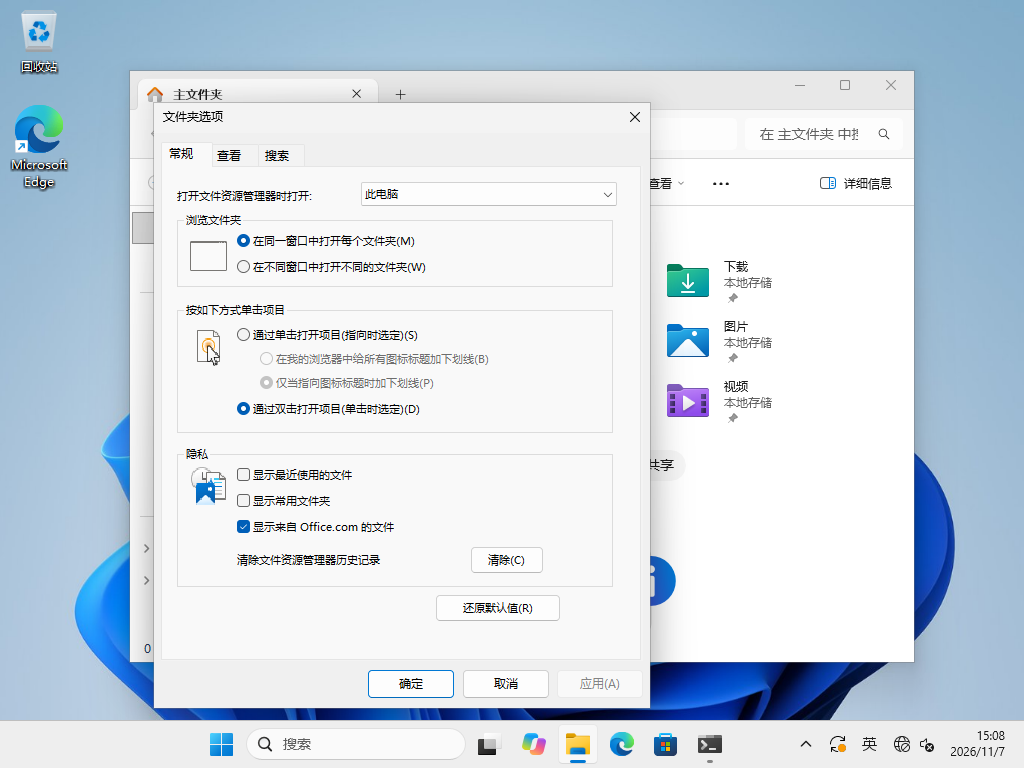 回收站
Microsoft
Edge
主文件夹
在 主文件夹 中搜
文件夹选项
常规
查看
搜索
查看
详细信息
打开文件资源管理器时打开:
此电脑
浏览文件夹
在同一窗口中打开每个文件夹(M)
在不同窗口中打开不同的文件夹(W)
按如下方式单击项目
通过单击打开项目(指向时选定)(S)
在我的浏览器中给所有图标标题加下划线(B)
仅当指向图标标题时加下划线(P)
通过双击打开项目(单击时选定)(D)
隐私
显示最近使用的文件
显示常用文件夹
显示来自 Office.com 的文件
清除文件资源管理器历史记录
清除(C)
还原默认值(R)
确定
取消
应用(A)
下载
本地存储
图片
本地存储
视频
本地存储
共享
0
搜索
英
15:08
2026/11/7